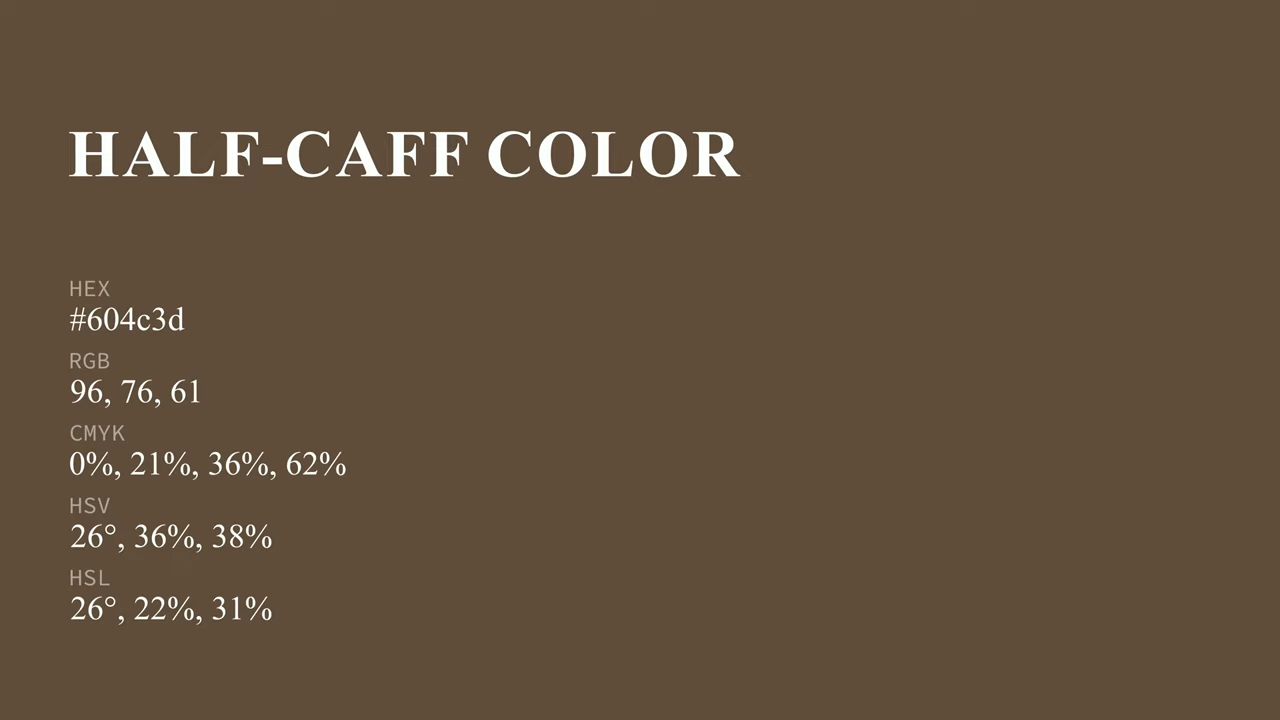 HALF-CAFF COLOR
HEX
#604c3d
RGB
96, 76, 61
CMYK
0%, 21%, 36%, 62%
HSV
26°, 36%, 38%
HSL
26°, 22%, 31%